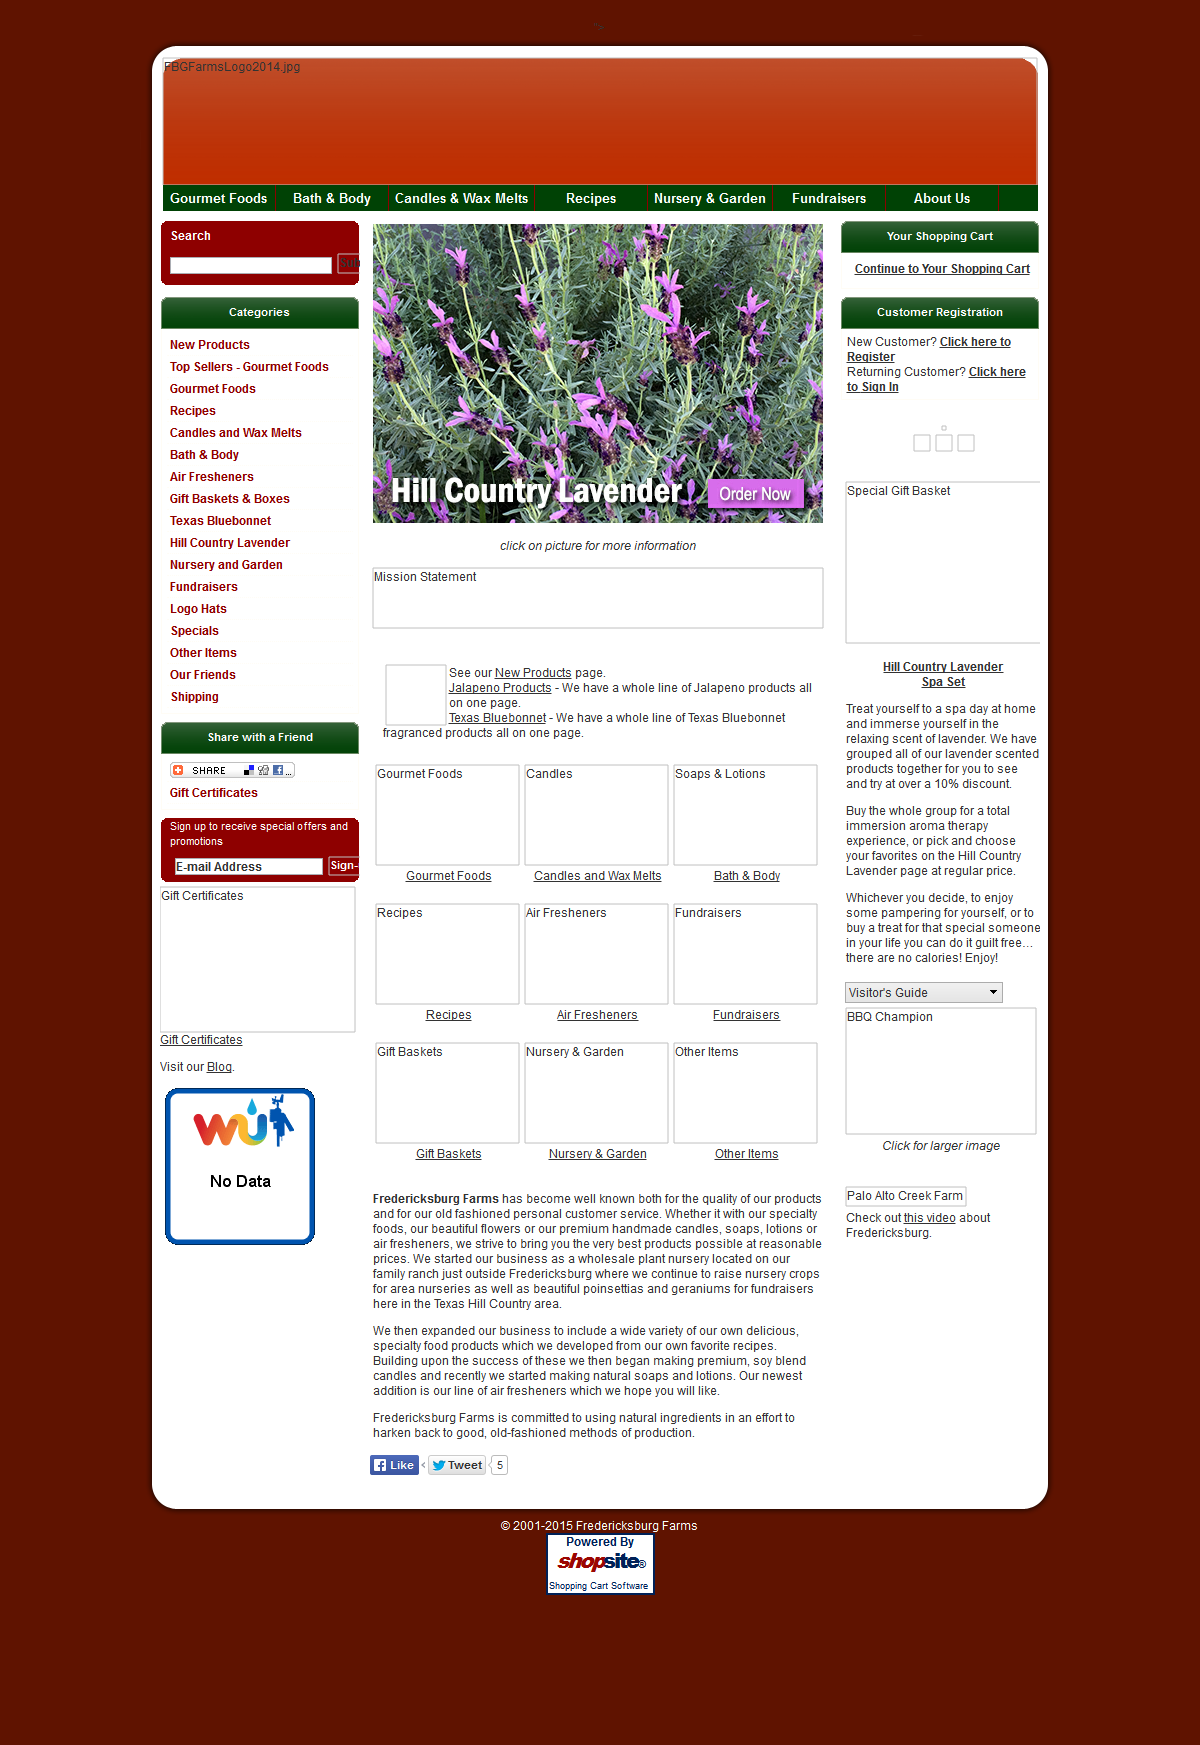 FBGFarmsLogo2014.jpg
Gourmet Foods Bath & Body Candles & Wax Melts Recipes Nursery & Garden Fundraisers About Us
Search
Categories
New Products
Top Sellers - Gourmet Foods
Gourmet Foods
Recipes
Candles and Wax Melts
Bath & Body
Air Fresheners
Gift Baskets & Boxes
Texas Bluebonnet
Hill Country Lavender
Nursery and Garden
Fundraisers
Logo Hats
Specials
Other Items
Our Friends
Shipping
Share with a Friend
SHARE
Gift Certificates
Sign up to receive special offers and
promotions
E-mail Address Sign-
Gift Certificates
Gift Certificates
Visit our Blog.
WU
No Data
Hill Country Lavender Order Now
click on picture for more information
Mission Statement
See our New Products page.
Jalapeno Products - We have a whole line of Jalapeno products all
on one page.
Texas Bluebonnet - We have a whole line of Texas Bluebonnet
fragranced products all on one page.
Gourmet Foods Candles Soaps & Lotions
Gourmet Foods Candles and Wax Melts Bath & Body
Recipes Air Fresheners Fundraisers
Recipes Air Fresheners Fundraisers
Gift Baskets Nursery & Garden Other Items
Gift Baskets Nursery & Garden Other Items
Fredericksburg Farms has become well known both for the quality of our products
and for our old fashioned personal customer service. Whether it with our specialty
foods, our beautiful flowers or our premium handmade candles, soaps, lotions or
air fresheners, we strive to bring you the very best products possible at reasonable
prices. We started our business as a wholesale plant nursery located on our
family ranch just outside Fredericksburg where we continue to raise nursery crops
for area nurseries as well as beautiful poinsettias and geraniums for fundraisers
here in the Texas Hill Country area.
We then expanded our business to include a wide variety of our own delicious,
specialty food products which we developed from our own favorite recipes.
Building upon the success of these we then began making premium, soy blend
candles and recently we started making natural soaps and lotions. Our newest
addition is our line of air fresheners which we hope you will like.
Fredericksburg Farms is committed to using natural ingredients in an effort to
harken back to good, old-fashioned methods of production.
Like Tweet 5
Your Shopping Cart
Continue to Your Shopping Cart
Customer Registration
New Customer? Click here to
Register
Returning Customer? Click here
to Sign In
Special Gift Basket
Hill Country Lavender
Spa Set
Treat yourself to a spa day at home
and immerse yourself in the
relaxing scent of lavender. We have
grouped all of our lavender scented
products together for you to see
and try at over a 10% discount.
Buy the whole group for a total
immersion aroma therapy
experience, or pick and choose
your favorites on the Hill Country
Lavender page at regular price.
Whichever you decide, to enjoy
some pampering for yourself, or to
buy a treat for that special someone
in your life you can do it guilt free...
there are no calories! Enjoy!
Visitor's Guide
BBQ Champion
Click for larger image
Palo Alto Creek Farm
Check out this video about
Fredericksburg.
© 2001-2015 Fredericksburg Farms
Powered By
shopsite®
Shopping Cart Software